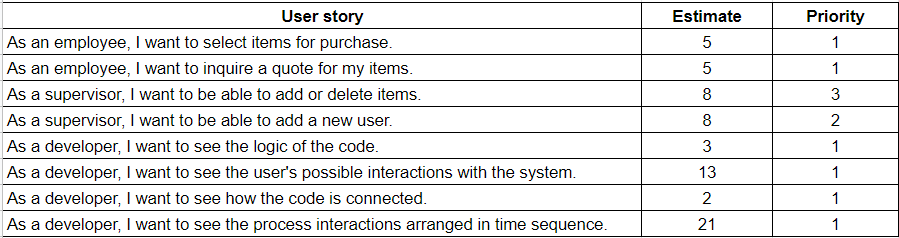 User story Estimate Priority
As an employee, I want to select items for purchase. 5 1
As an employee, I want to inquire a quote for my items. 5 1
As a supervisor, I want to be able to add or delete items. 8 3
As a supervisor, I want to be able to add a new user. 8 2
As a developer, I want to see the logic of the code. 3 1
As a developer, I want to see the user's possible interactions with the system. 13 1
As a developer, I want to see how the code is connected. 2 1
As a developer, I want to see the process interactions arranged in time sequence. 21 1